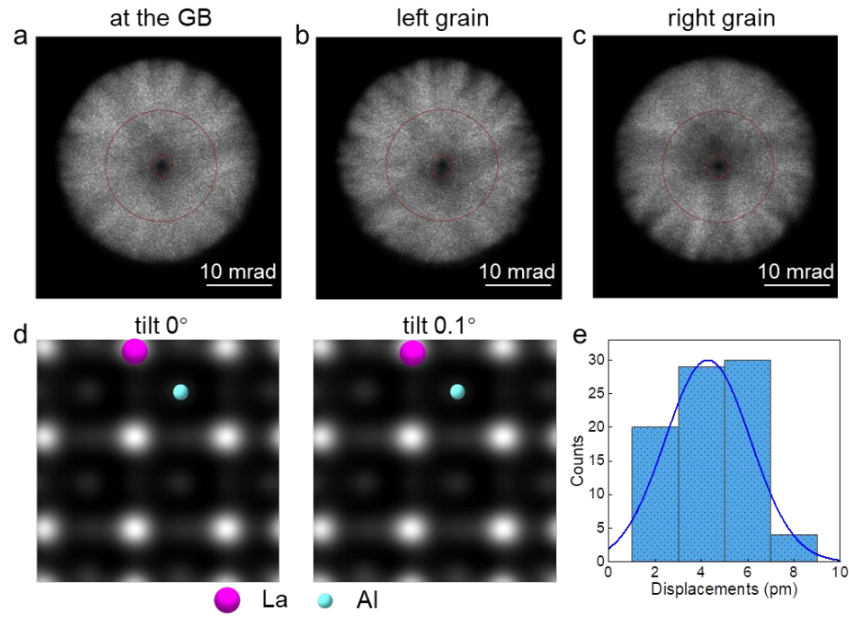 at the GB
left grain
right grain
a
b
c
10 mrad
10 mrad
10 mrad
d
tilt 0°
tilt 0.1°
e
30
25
20
15
10
5
0
Counts
0 2 4 6 8 10
Displacements (pm)
La
Al